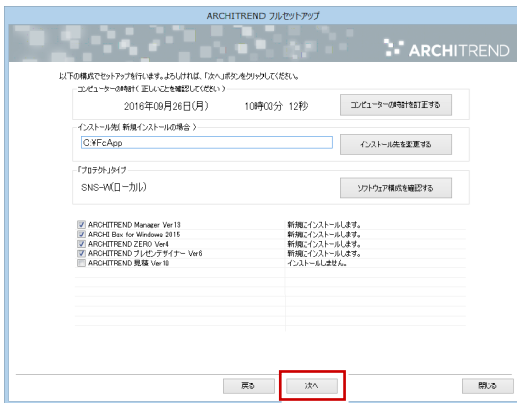 ARCHITREND フルセットアップ
ARCHITREND
以下の構成でセットアップを行います。よろしければ、「次へ」ボタンをクリックしてください。
コンピューターの時計( 正しいことを確認してください )
2016年09月26日(月) 10時03分 12秒
コンピューターの時計を訂正する
インストール先( 新規インストールの場合 )
C:¥FcApp
インストール先を変更する
「プロテクト」タイプ
SNS-W(ローカル)
ソフトウェア構成を確認する
ARCHITREND Manager Ver13 新規にインストールします。
ARCHI Box for Windows 2015 新規にインストールします。
ARCHITREND ZERO Ver4 新規にインストールします。
ARCHITREND プレゼンデザイナー Ver6 新規にインストールします。
ARCHITREND 見積 Ver10 インストールしません。
戻る 次へ 閉じる